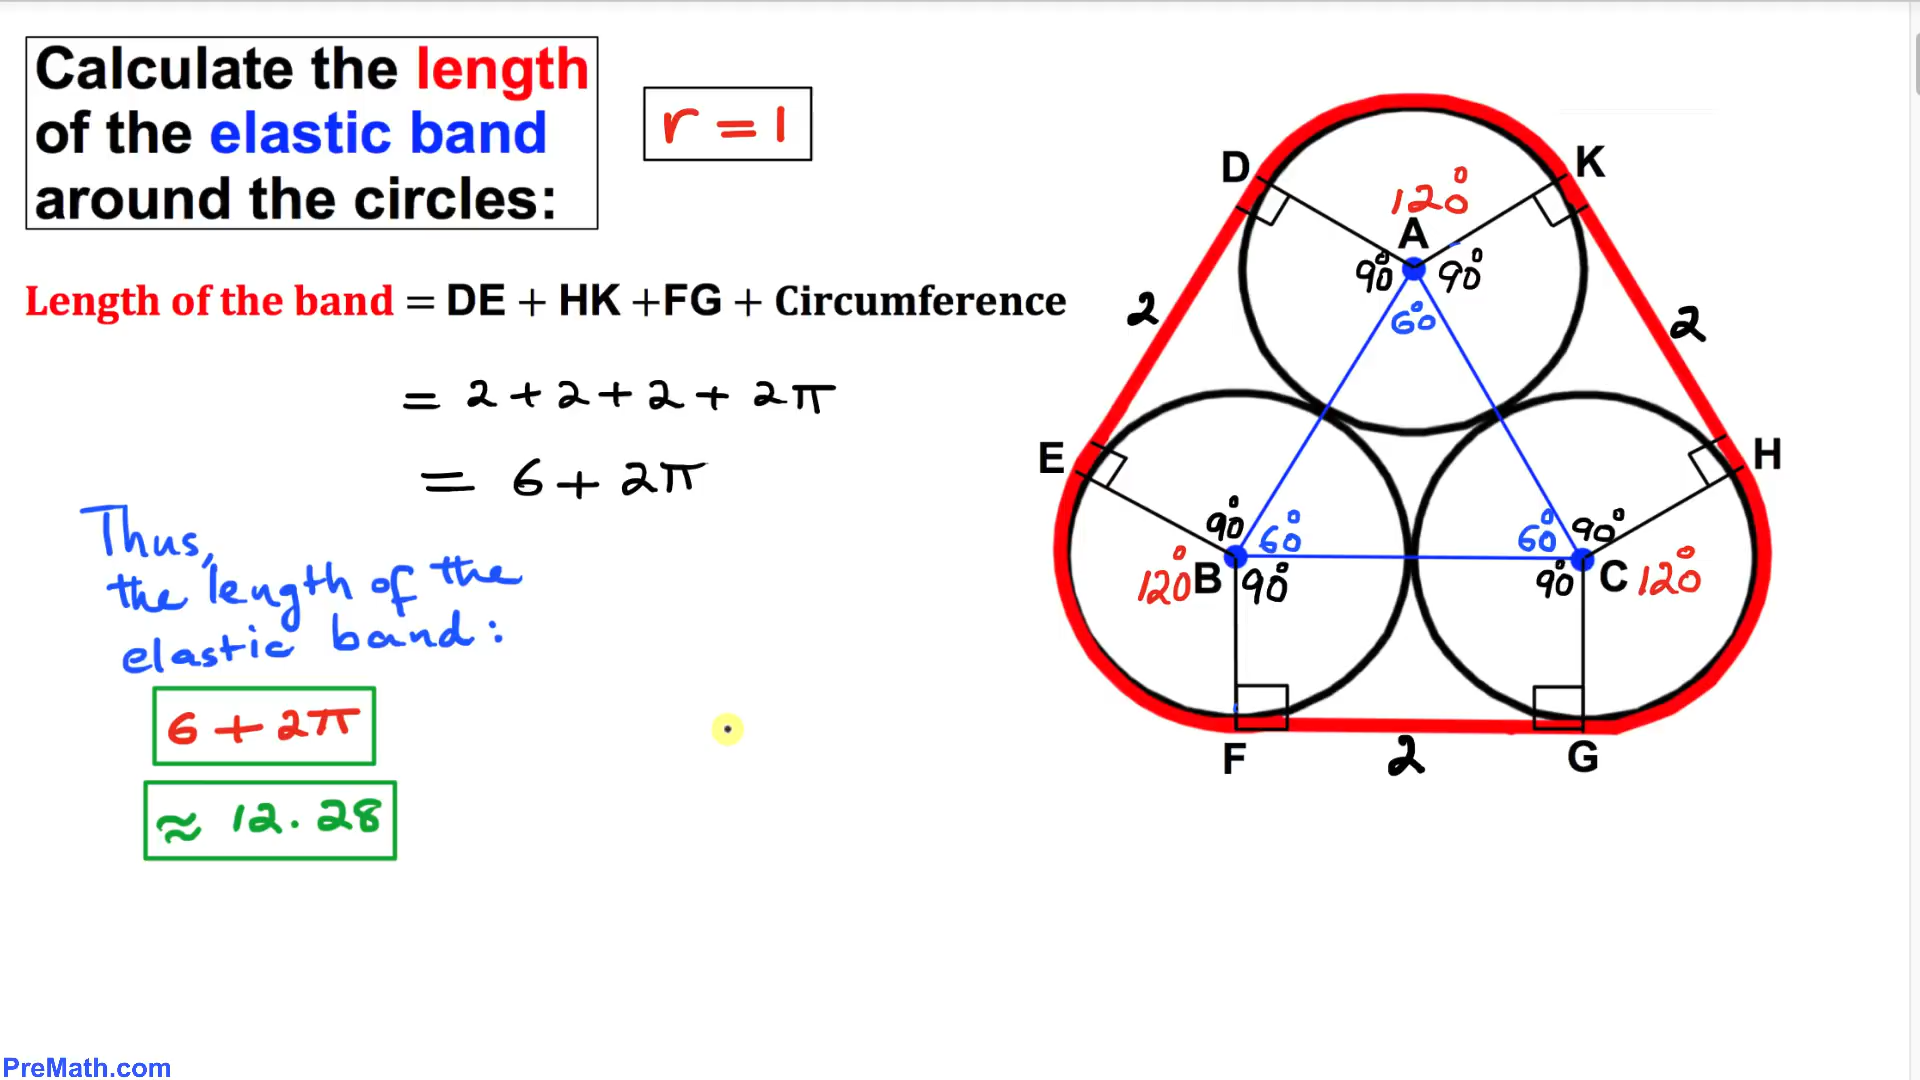 Calculate the length
of the elastic band
around the circles:
r = 1
Length of the band = DE + HK +FG + Circumference
= 2 + 2 + 2 + 2π
= 6 + 2π
Thus,
the length of the
elastic band:
6 + 2π
≈ 12.28
D
K
120°
A
90°
90°
60°
2
2
E
H
90°
60°
60°
90°
120°
B
90°
90°
C
120°
F
2
G
PreMath.com